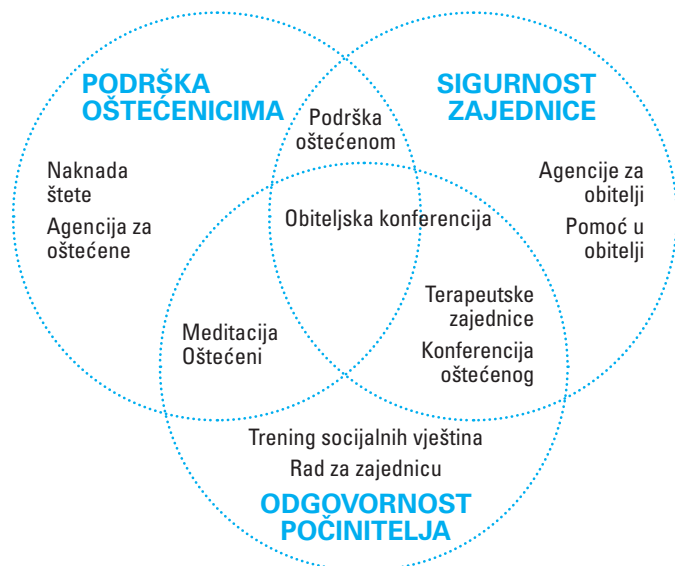 PODRŠKA
OŠTEĆENICIMA
SIGURNOST
ZAJEDNICE
Podrška
oštećenom
Naknada
štete
Agencija za
oštećene
Agencije za
obitelji
Pomoć u
obitelji
Obiteljska konferencija
Terapeutske
zajednice
Konferencija
oštećenog
Meditacija
Oštećeni
Trening socijalnih vještina
Rad za zajednicu
ODGOVORNOST
POČINITELJA